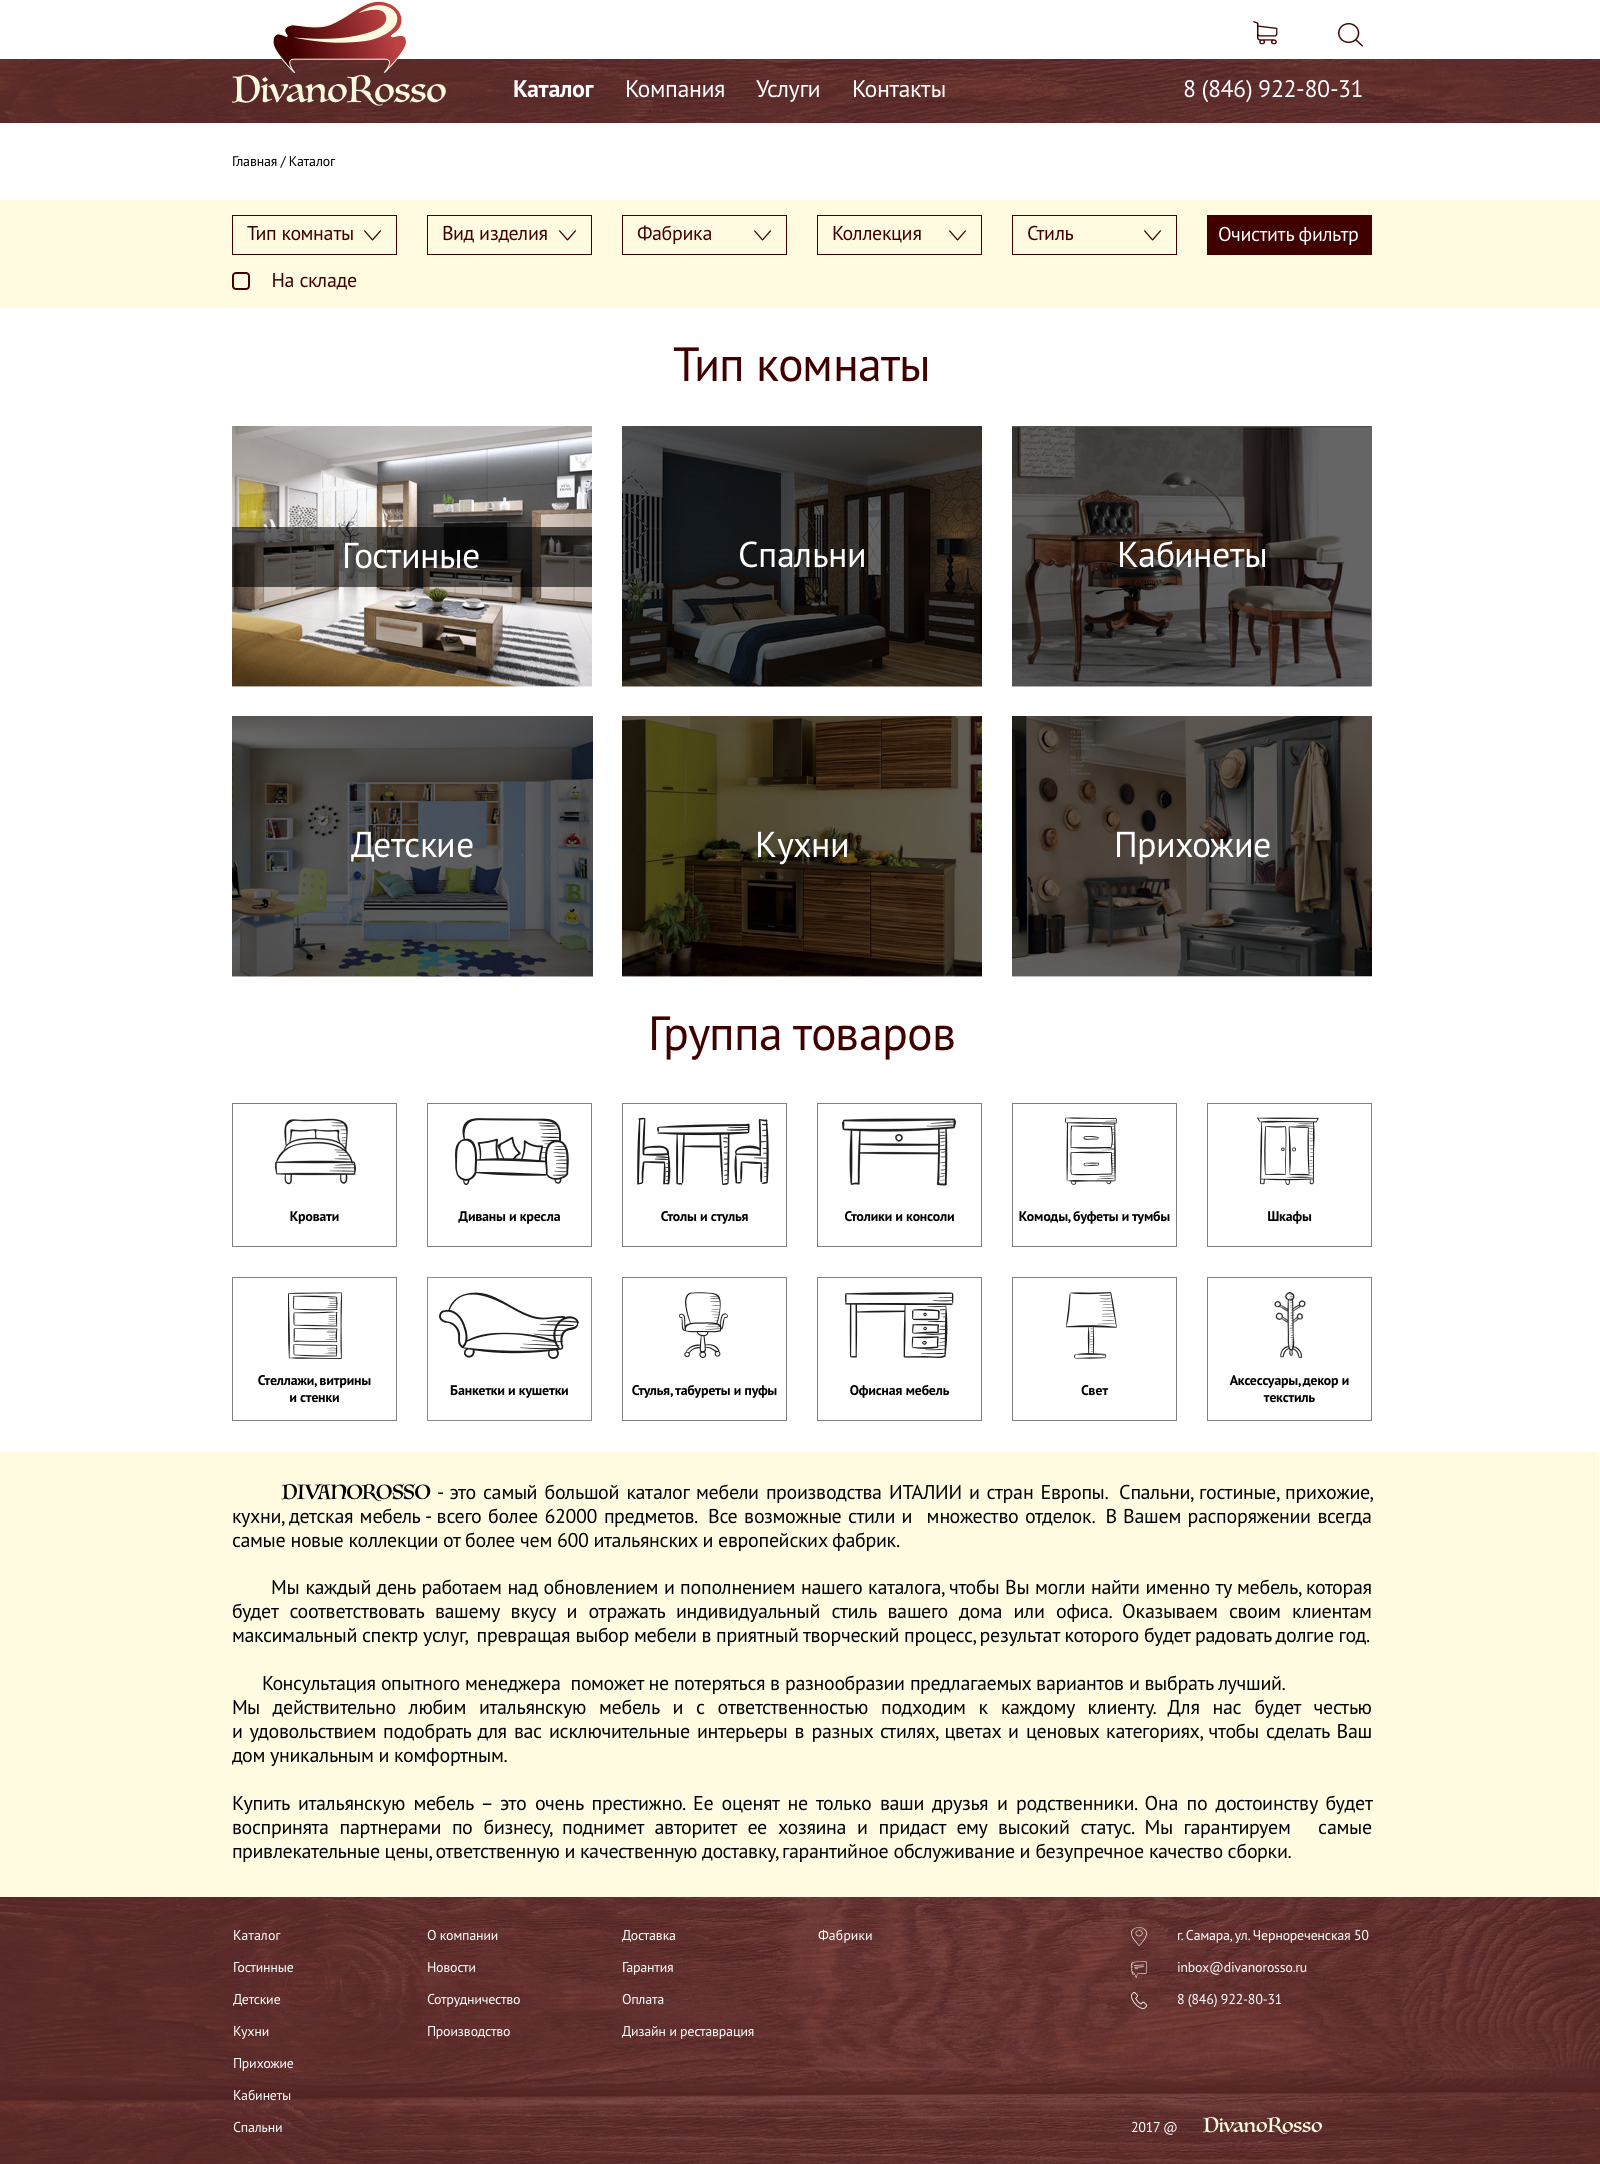 DivanoRosso
Каталог Компания Услуги Контакты 8 (846) 922-80-31
Главная / Каталог
Тип комнаты Вид изделия Фабрика Коллекция Стиль Очистить фильтр
На складе
Тип комнаты
Гостиные Спальни Кабинеты
Детские Кухни Прихожие
Группа товаров
Кровати Диваны и кресла Столы и стулья Столики и консоли Комоды, буфеты и тумбы Шкафы
Стеллажи, витрины
и стенки
Банкетки и кушетки Стулья, табуреты и пуфы Офисная мебель Свет
Аксессуары, декор и
текстиль
DIVANOROSSO - это самый большой каталог мебели производства ИТАЛИИ и стран Европы. Спальни, гостиные, прихожие,
кухни, детская мебель - всего более 62000 предметов. Все возможные стили и множество отделок. В Вашем распоряжении всегда
самые новые коллекции от более чем 600 итальянских и европейских фабрик.
Мы каждый день работаем над обновлением и пополнением нашего каталога, чтобы Вы могли найти именно ту мебель, которая
будет соответствовать вашему вкусу и отражать индивидуальный стиль вашего дома или офиса. Оказываем своим клиентам
максимальный спектр услуг, превращая выбор мебели в приятный творческий процесс, результат которого будет радовать долгие год.
Консультация опытного менеджера поможет не потеряться в разнообразии предлагаемых вариантов и выбрать лучший.
Мы действительно любим итальянскую мебель и с ответственностью подходим к каждому клиенту. Для нас будет честью
и удовольствием подобрать для вас исключительные интерьеры в разных стилях, цветах и ценовых категориях, чтобы сделать Ваш
дом уникальным и комфортным.
Купить итальянскую мебель – это очень престижно. Ее оценят не только ваши друзья и родственники. Она по достоинству будет
воспринята партнерами по бизнесу, поднимет авторитет ее хозяина и придаст ему высокий статус. Мы гарантируем самые
привлекательные цены, ответственную и качественную доставку, гарантийное обслуживание и безупречное качество сборки.
Каталог О компании Доставка Фабрики г. Самара, ул. Чернореченская 50
Гостинные Новости Гарантия inbox@divanorosso.ru
Детские Сотрудничество Оплата 8 (846) 922-80-31
Кухни Производство Дизайн и реставрация
Прихожие
Кабинеты
Спальни 2017 @ DivanoRosso